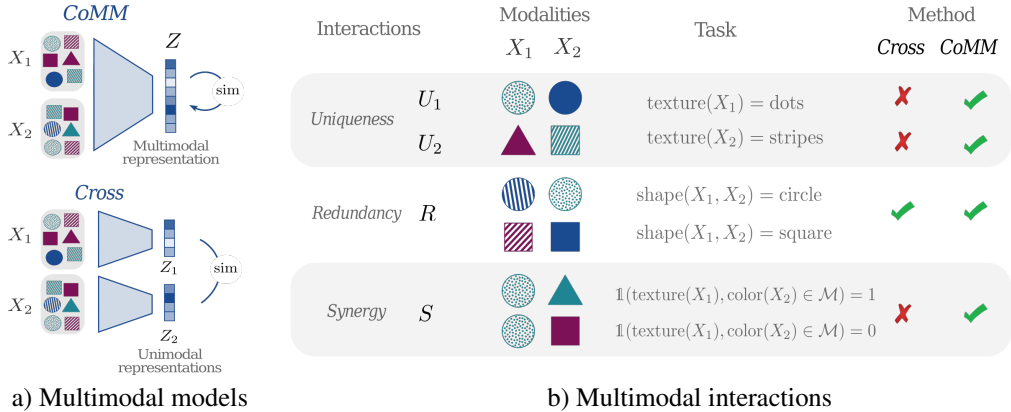 CoMM
Z
X₁
sim
X₂
Multimodal
representation
Cross
X₁
Z₁
sim
X₂
Z₂
Unimodal
representations
a) Multimodal models
Interactions
Modalities
X₁ X₂
Task
Method
Cross CoMM
Uniqueness
U₁ texture(X₁) = dots ✗ ✓
U₂ texture(X₂) = stripes ✗ ✓
Redundancy R
shape(X₁, X₂) = circle
✓ ✓
shape(X₁, X₂) = square
Synergy S
𝟙(texture(X₁), color(X₂) ∈ ℳ) = 1
✗ ✓
𝟙(texture(X₁), color(X₂) ∈ ℳ) = 0
b) Multimodal interactions